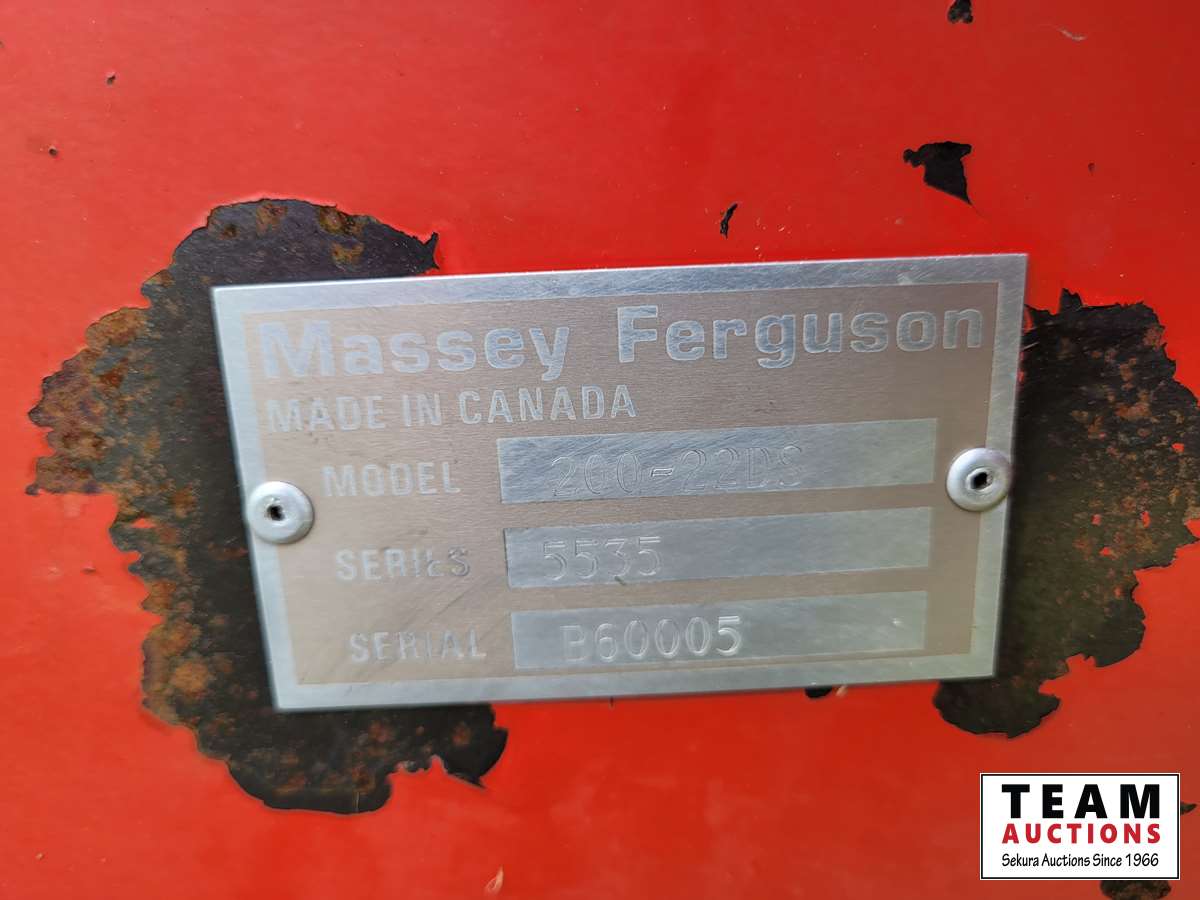 Massey Ferguson
MADE IN CANADA
MODEL 200-22DS
SERIES 5535
SERIAL B60005
TEAM
AUCTIONS
Sekura Auctions Since 1966